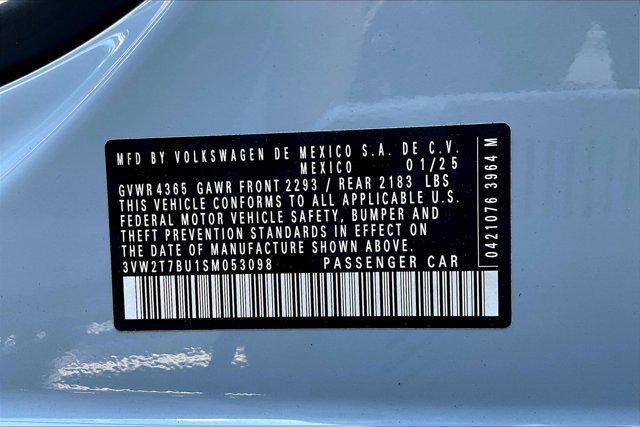 MFD BY VOLKSWAGEN DE MEXICO S.A. DE C.V.
MEXICO 01/25
GVWR 4365 GAWR FRONT 2293 / REAR 2183 LBS
THIS VEHICLE CONFORMS TO ALL APPLICABLE U.S.
FEDERAL MOTOR VEHICLE SAFETY, BUMPER AND
THEFT PREVENTION STANDARDS IN EFFECT ON
THE DATE OF MANUFACTURE SHOWN ABOVE.
3VW2T7BU1SM053098 PASSENGER CAR
0421076 3964 M